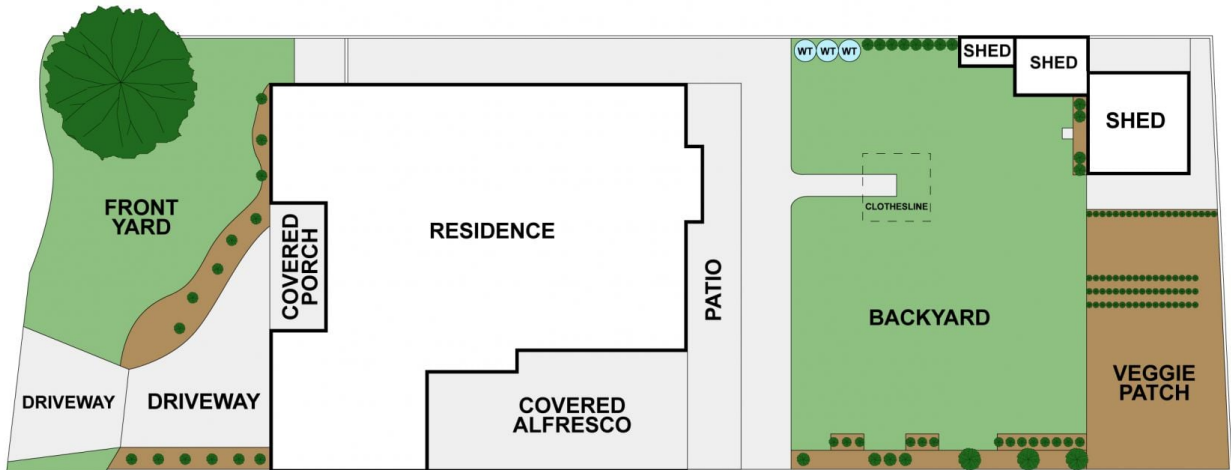 WT WT WT
SHED
SHED
SHED
FRONT
YARD
COVERED
PORCH
RESIDENCE
PATIO
CLOTHESLINE
BACKYARD
VEGGIE
PATCH
DRIVEWAY
DRIVEWAY
COVERED
ALFRESCO